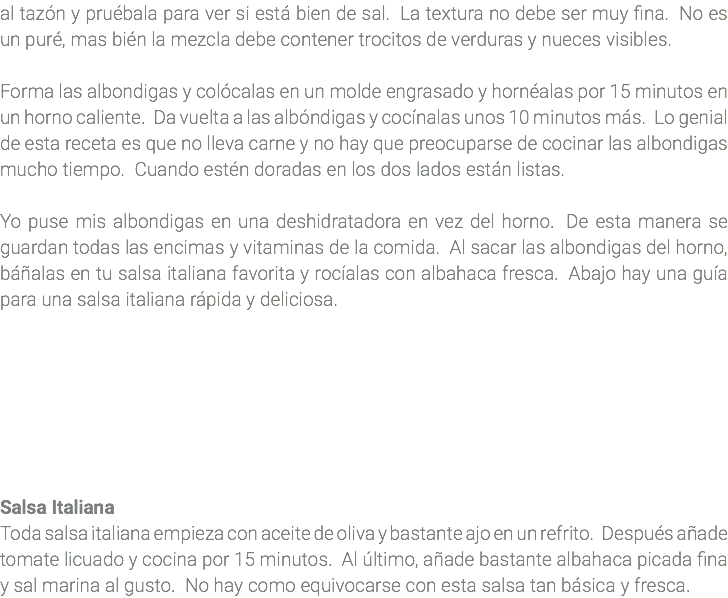 al tazón y pruébala para ver si está bien de sal.  La textura no debe ser muy fina.  No es
un puré, mas bién la mezcla debe contener trocitos de verduras y nueces visibles.

Forma las albondigas y colócalas en un molde engrasado y hornéalas por 15 minutos en
un horno caliente.  Da vuelta a las albóndigas y cocínalas unos 10 minutos más.  Lo genial
de esta receta es que no lleva carne y no hay que preocuparse de cocinar las albondigas
mucho tiempo.  Cuando estén doradas en los dos lados están listas.

Yo puse mis albondigas en una deshidratadora en vez del horno.  De esta manera se
guardan todas las encimas y vitaminas de la comida.  Al sacar las albondigas del horno,
báñalas en tu salsa italiana favorita y rocíalas con albahaca fresca.  Abajo hay una guía
para una salsa italiana rápida y deliciosa.

Salsa Italiana
Toda salsa italiana empieza con aceite de oliva y bastante ajo en un refrito.  Después añade
tomate licuado y cocina por 15 minutos.  Al último, añade bastante albahaca picada fina
y sal marina al gusto.  No hay como equivocarse con esta salsa tan básica y fresca.